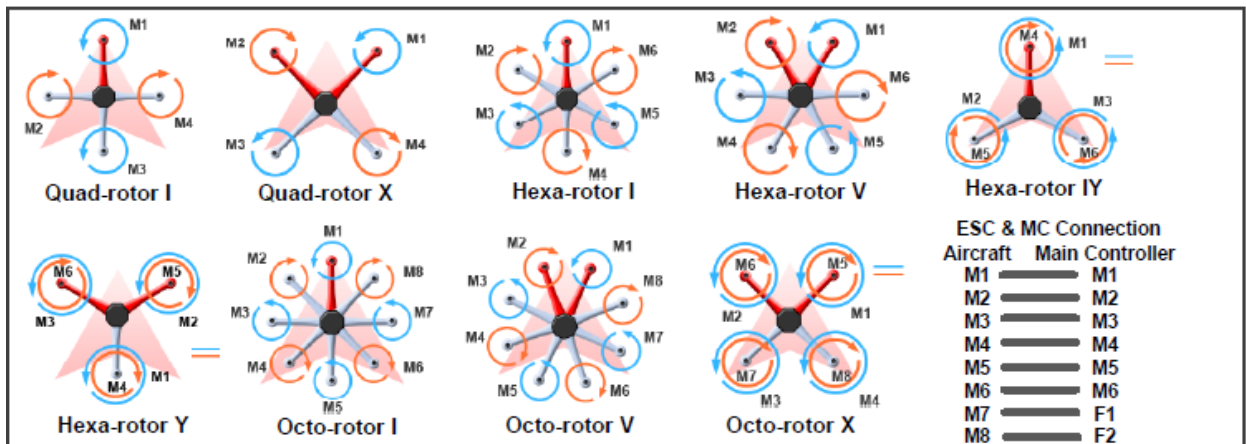 M1
M2
M4
M3
Quad-rotor I
M2
M1
M3
M4
Quad-rotor X
M1
M2
M6
M3
M5
M4
Hexa-rotor I
M2
M1
M3
M6
M4
M5
Hexa-rotor V
M4
M1
M2
M3
M5
M6
Hexa-rotor IY
M6
M5
M3
M2
M4
M1
Hexa-rotor Y
M1
M2
M8
M3
M7
M4
M6
M5
Octo-rotor I
M2
M1
M3
M8
M4
M7
M5
M6
Octo-rotor V
M6
M5
M2
M1
M7
M8
M3
M4
Octo-rotor X
ESC & MC Connection
Aircraft Main Controller
M1 M1
M2 M2
M3 M3
M4 M4
M5 M5
M6 M6
M7 F1
M8 F2